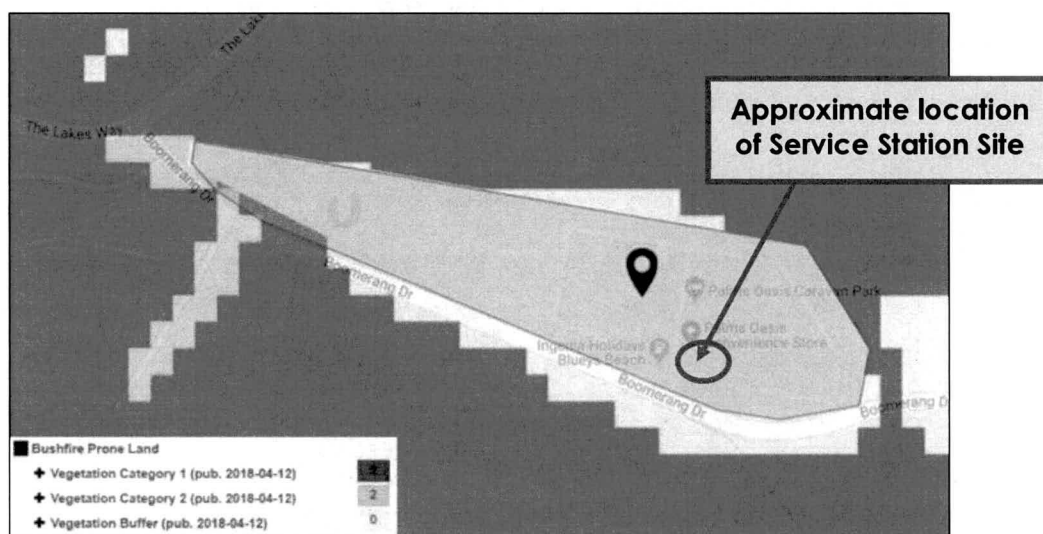 The Lakes
The Lakes Way
Approximate location
of Service Station Site
Boomerang Dr
Boomerang Dr
Palms Oasis Caravan Park
Palms Oasis
Convenience Store
Ingenia Holidays
Blueys Beach
Boomerang Dr
Boomerang Dr
Bushfire Prone Land
+ Vegetation Category 1 (pub. 2018-04-12)
+ Vegetation Category 2 (pub. 2018-04-12) 2
+ Vegetation Buffer (pub. 2018-04-12) 0